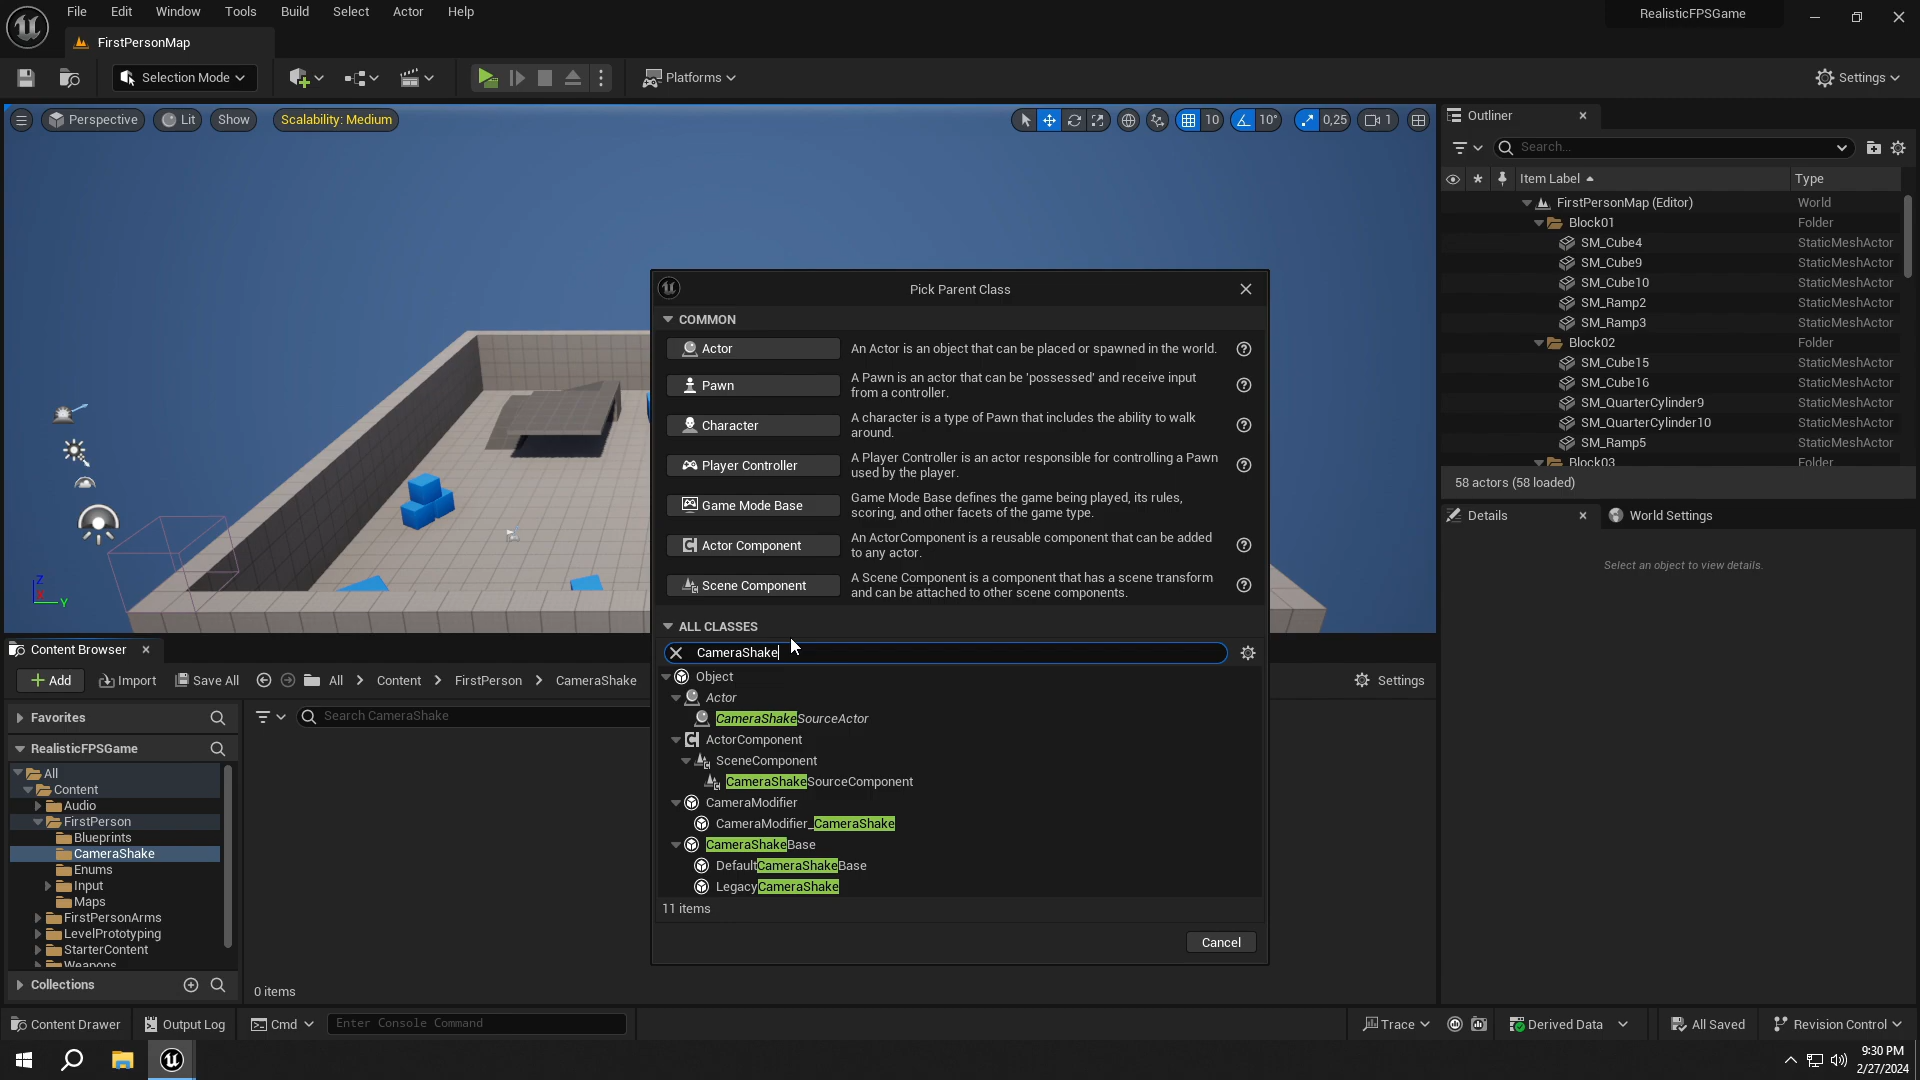 File Edit Window Tools Build Select Actor Help
RealisticFPSGame
FirstPersonMap
Selection Mode
Platforms
Settings
Perspective Lit Show Scalability: Medium
10 10° 0,25 1
Outliner
Search...
Item Label Type
FirstPersonMap (Editor) World
Block01 Folder
SM_Cube4 StaticMeshActor
SM_Cube9 StaticMeshActor
SM_Cube10 StaticMeshActor
SM_Ramp2 StaticMeshActor
SM_Ramp3 StaticMeshActor
Block02 Folder
SM_Cube15 StaticMeshActor
SM_Cube16 StaticMeshActor
SM_QuarterCylinder9 StaticMeshActor
SM_QuarterCylinder10 StaticMeshActor
SM_Ramp5 StaticMeshActor
Block03 Folder
58 actors (58 loaded)
Details World Settings
Select an object to view details.
Pick Parent Class
COMMON
Actor An Actor is an object that can be placed or spawned in the world.
Pawn A Pawn is an actor that can be 'possessed' and receive input
from a controller.
Character A character is a type of Pawn that includes the ability to walk
around.
Player Controller A Player Controller is an actor responsible for controlling a Pawn
used by the player.
Game Mode Base Game Mode Base defines the game being played, its rules,
scoring, and other facets of the game type.
Actor Component An ActorComponent is a reusable component that can be added
to any actor.
Scene Component A Scene Component is a component that has a scene transform
and can be attached to other scene components.
ALL CLASSES
CameraShake
Object
Actor
CameraShakeSourceActor
ActorComponent
SceneComponent
CameraShakeSourceComponent
CameraModifier
CameraModifier_CameraShake
CameraShakeBase
DefaultCameraShakeBase
LegacyCameraShake
11 items
Cancel
Z
Y
Content Browser
Add Import Save All All Content FirstPerson CameraShake
Settings
Favorites
Search CameraShake
RealisticFPSGame
All
Content
Audio
FirstPerson
Blueprints
CameraShake
Enums
Input
Maps
FirstPersonArms
LevelPrototyping
StarterContent
Weapons
Collections
0 items
Content Drawer Output Log Cmd Enter Console Command
Trace Derived Data All Saved Revision Control
9:30 PM
2/27/2024